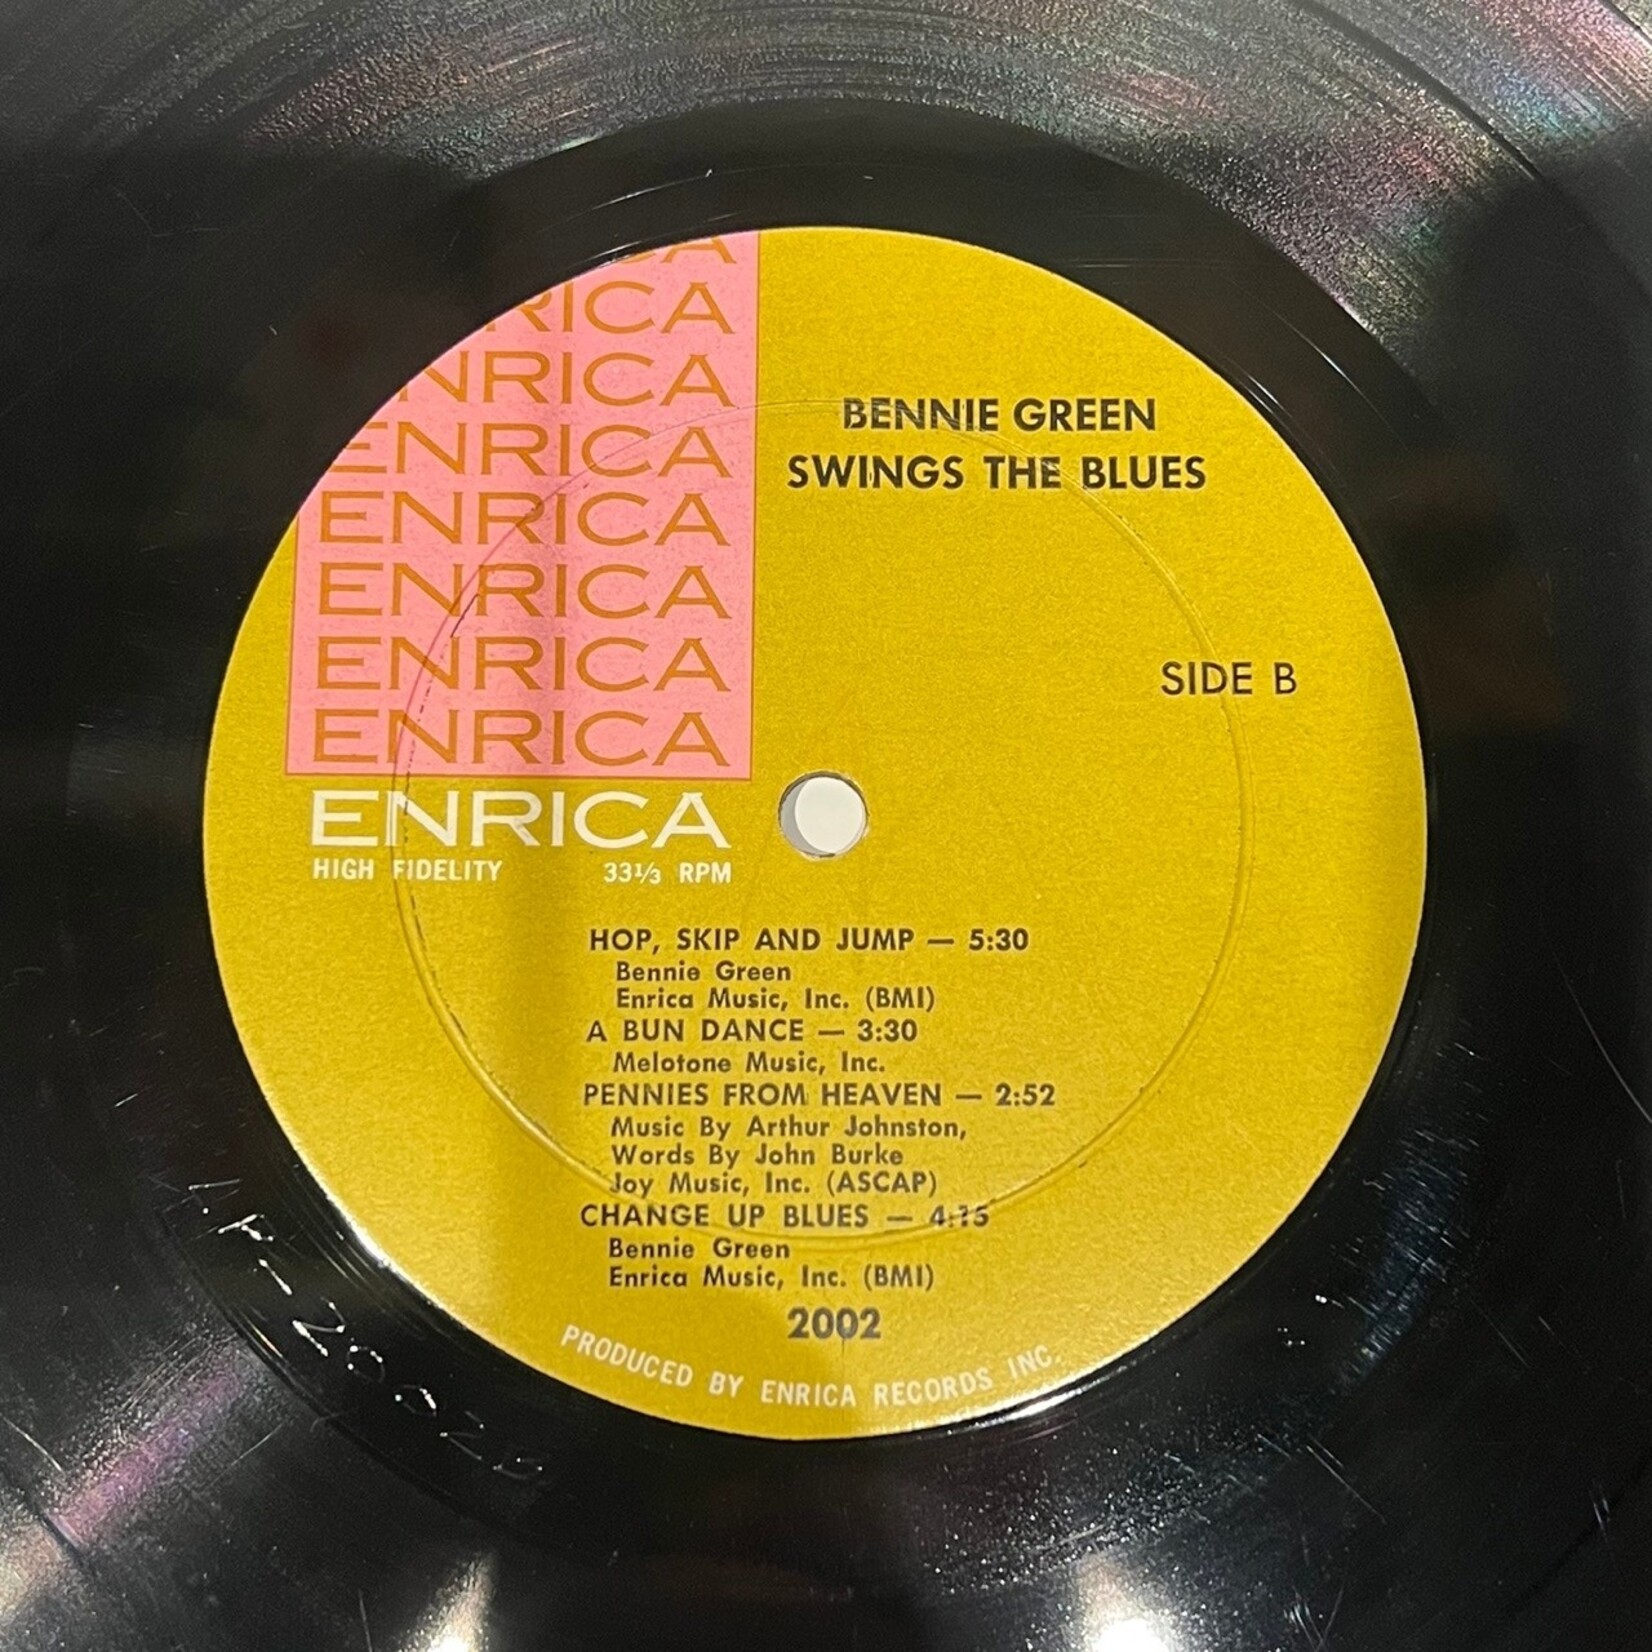 CA
RICA
ENRICA
ENRICA
ENRICA
ENRICA
ENRICA
ENRICA
ENRICA
HIGH FIDELITY 33⅓ RPM
BENNIE GREEN
SWINGS THE BLUES
SIDE B
HOP, SKIP AND JUMP — 5:30
Bennie Green
Enrica Music, Inc. (BMI)
A BUN DANCE — 3:30
Melotone Music, Inc.
PENNIES FROM HEAVEN — 2:52
Music By Arthur Johnston,
Words By John Burke
Joy Music, Inc. (ASCAP)
CHANGE UP BLUES — 4:15
Bennie Green
Enrica Music, Inc. (BMI)
2002
PRODUCED BY ENRICA RECORDS INC.